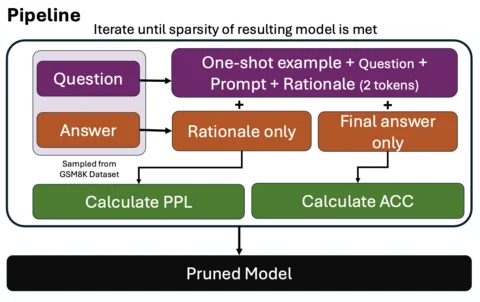 Pipeline
Iterate until sparsity of resulting model is met
Question
One-shot example + Question +
Prompt + Rationale (2 tokens)
+
+
Answer
Rationale only
Final answer
only
Sampled from
GSM8K Dataset
Calculate PPL
Calculate ACC
Pruned Model